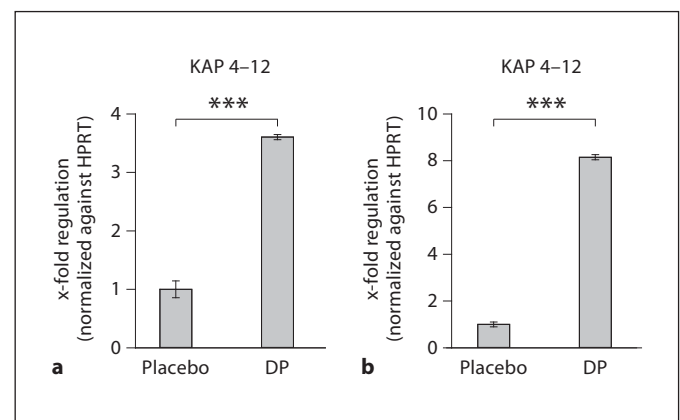 KAP 4–12
***
x-fold regulation
(normalized against HPRT)
4
3
2
1
0
Placebo
DP
a
KAP 4–12
***
x-fold regulation
(normalized against HPRT)
10
8
6
4
2
0
Placebo
DP
b